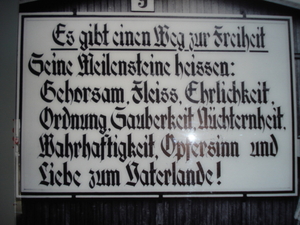 Es gibt einen Weg zur Freiheit
Seine Meilensteine heissen:
Gehorsam, Fleiss, Ehrlichkeit,
Ordnung, Sauberkeit, Nüchternheit,
Wahrhaftigkeit, Opfersinn und
Liebe zum Vaterlande!